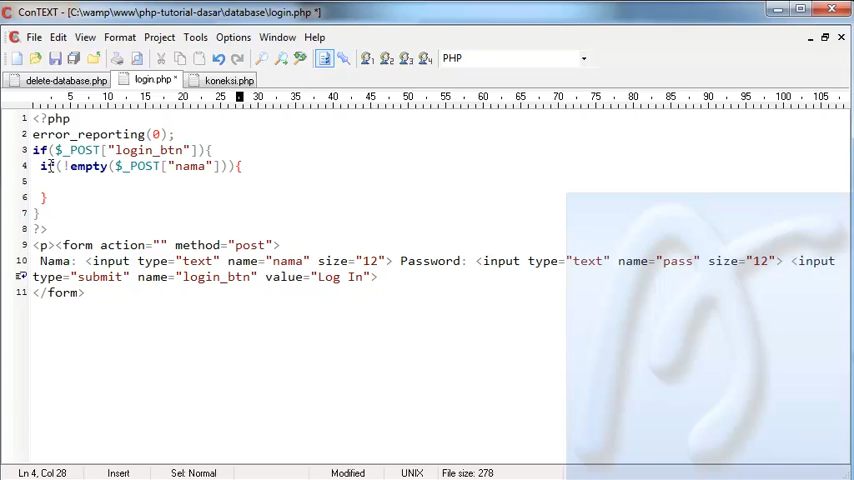 ConTEXT - [C:\wamp\www\php-tutorial-dasar\database\login.php *]
File Edit View Format Project Tools Options Window Help
1 2 3 4 PHP
delete-database.php login.php * koneksi.php
5 10 15 20 25 30 35 40 45 50 55 60 65 70 75 80 85 90 95 100 105
1 <?php
2 error_reporting(0);
3 if($_POST["login_btn"]){
4 if(!empty($_POST["nama"])){
5
6 }
7 }
8 ?>
9 <p><form action="" method="post">
10 Nama: <input type="text" name="nama" size="12"> Password: <input type="text" name="pass" size="12"> <input
type="submit" name="login_btn" value="Log In">
11 </form>
Ln 4, Col 28 Insert Sel: Normal Modified UNIX File size: 278